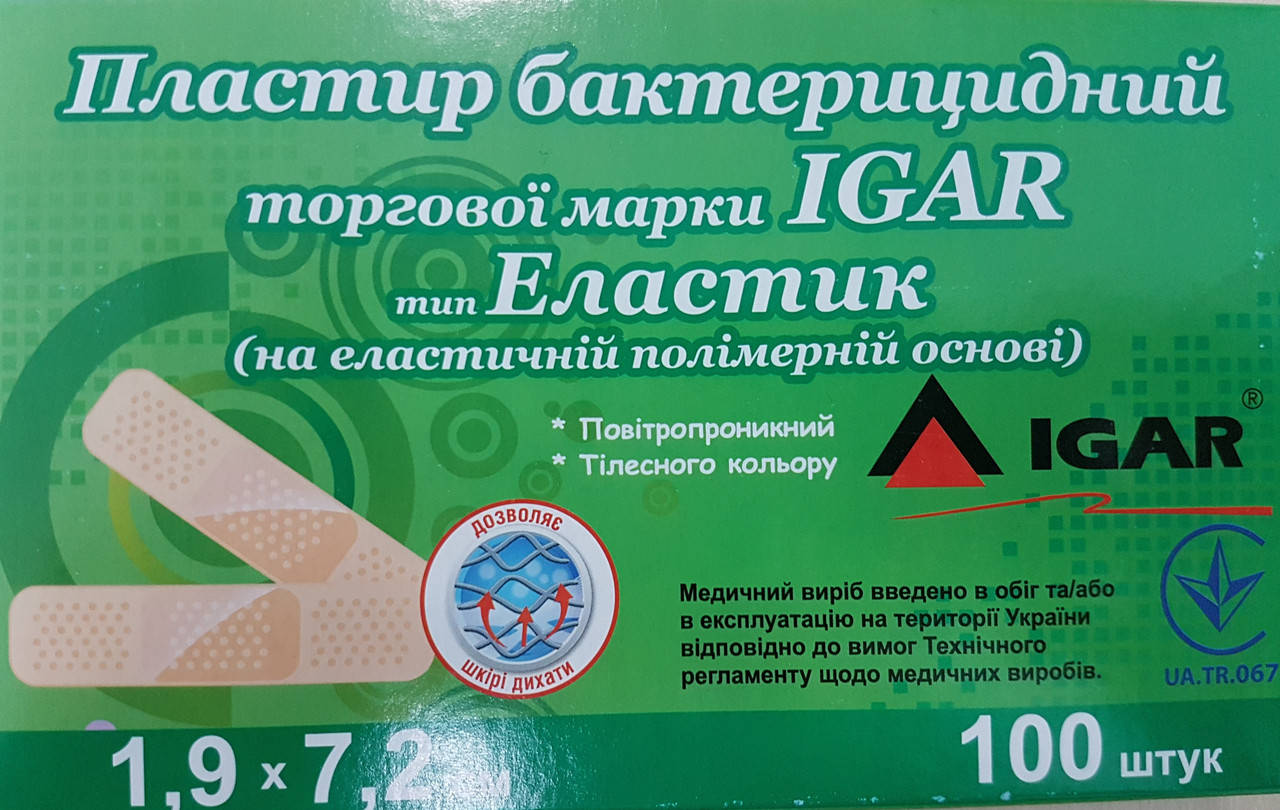 Пластир бактерицидний
торгової марки IGAR
тип Еластик
(на еластичній полімерній основі)
* Повітропроникний
* Тілесного кольору
IGAR®
ДОЗВОЛЯЄ
ШКІРІ ДИХАТИ
Медичний виріб введено в обіг та/або
в експлуатацію на території України
відповідно до вимог Технічного
регламенту щодо медичних виробів.
UA.TR.067
1,9 х 7,2 см
100 штук